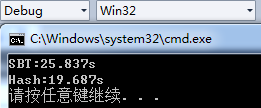 Debug
Win32
C:\Windows\system32\cmd.exe
SBT:25.837s
Hash:19.687s
请按任意键继续. . .